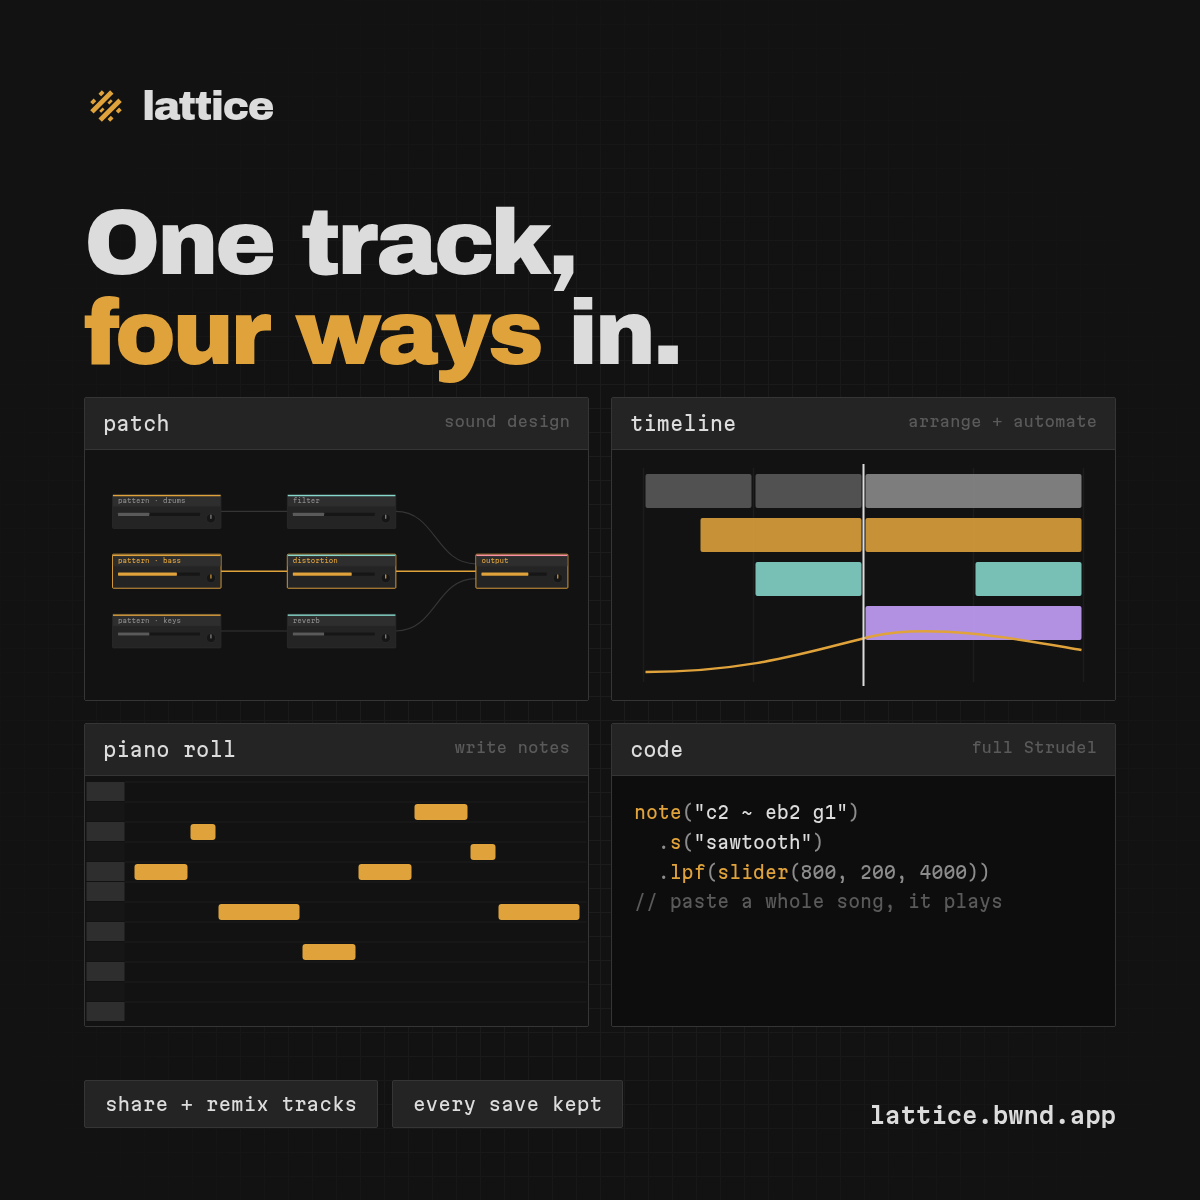 lattice
One track,
four ways in.
patch sound design
pattern · drums
filter
pattern · bass
distortion
output
pattern · keys
reverb
timeline arrange + automate
piano roll write notes
code full Strudel
note("c2 ~ eb2 g1")
.s("sawtooth")
.lpf(slider(800, 200, 4000))
// paste a whole song, it plays
share + remix tracks
every save kept
lattice.bwnd.app